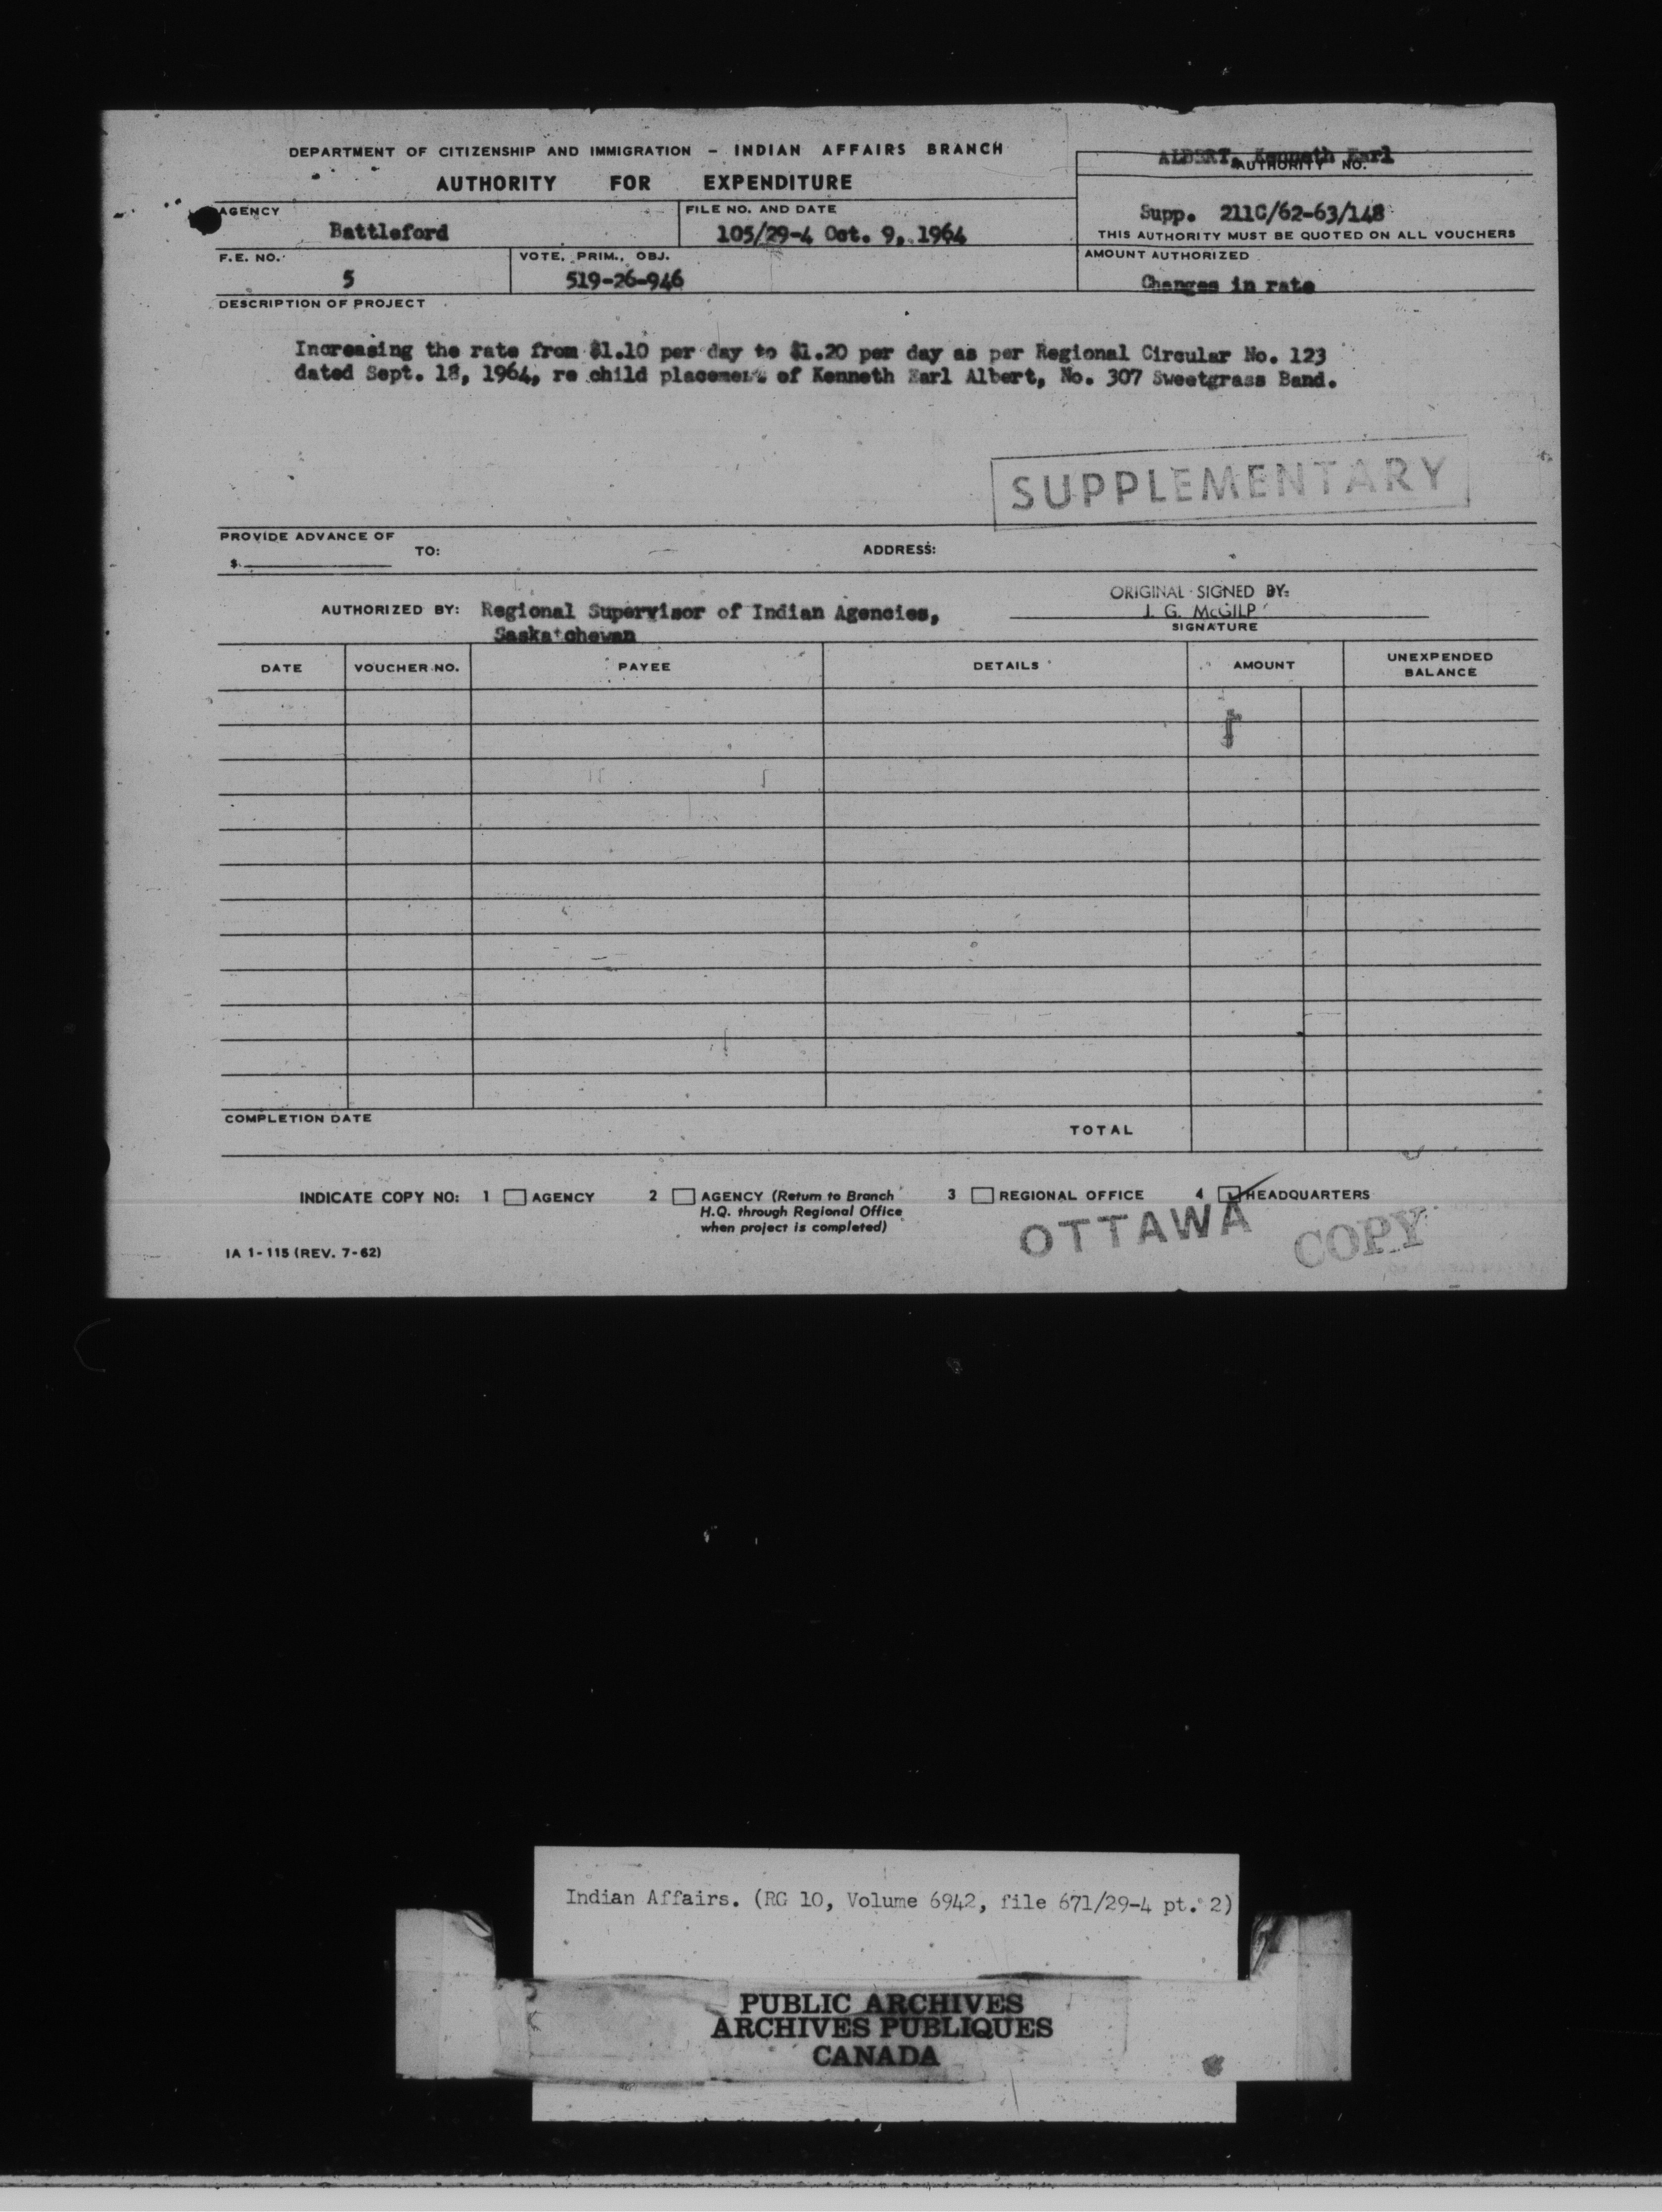 DEPARTMENT OF CITIZENSHIP AND IMMIGRATION - INDIAN AFFAIRS BRANCH
AUTHORITY FOR EXPENDITURE
ALBERT, Kenneth Earl
AUTHORITY NO.
Supp. 211C/62-63/148
THIS AUTHORITY MUST BE QUOTED ON ALL VOUCHERS
AGENCY
Battleford
FILE NO. AND DATE
105/29-4 Oct. 9, 1964
F.E. NO.
5
VOTE, PRIM., OBJ.
519-26-946
AMOUNT AUTHORIZED
Changes in rate
DESCRIPTION OF PROJECT
Increasing the rate from $1.10 per day to $1.20 per day as per Regional Circular No. 123
dated Sept. 18, 1964, re child placement of Kenneth Earl Albert, No. 307 Sweetgrass Band.
SUPPLEMENTARY
PROVIDE ADVANCE OF
$ TO: ADDRESS:
AUTHORIZED BY: Regional Supervisor of Indian Agencies,
Saskatchewan
ORIGINAL SIGNED BY:
J. G. McGILP
SIGNATURE
DATE VOUCHER NO. PAYEE DETAILS AMOUNT UNEXPENDED BALANCE
COMPLETION DATE
TOTAL
INDICATE COPY NO: 1 AGENCY 2 AGENCY (Return to Branch 3 REGIONAL OFFICE 4 HEADQUARTERS
H.Q. through Regional Office
when project is completed)
OTTAWA COPY
IA 1-115 (REV. 7-62)
Indian Affairs. (RG 10, Volume 6942, file 671/29-4 pt. 2)
PUBLIC ARCHIVES
ARCHIVES PUBLIQUES
CANADA